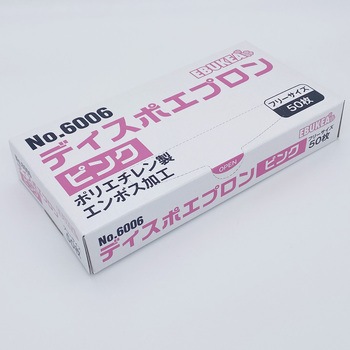 EBUKEA
No.6006
フリーサイズ
50枚
ディスポエプロン
ピンク
ポリエチレン製
エンボス加工
OPEN
EBUKEA
フリーサイズ
50枚
No.6006
ディスポエプロン ピンク